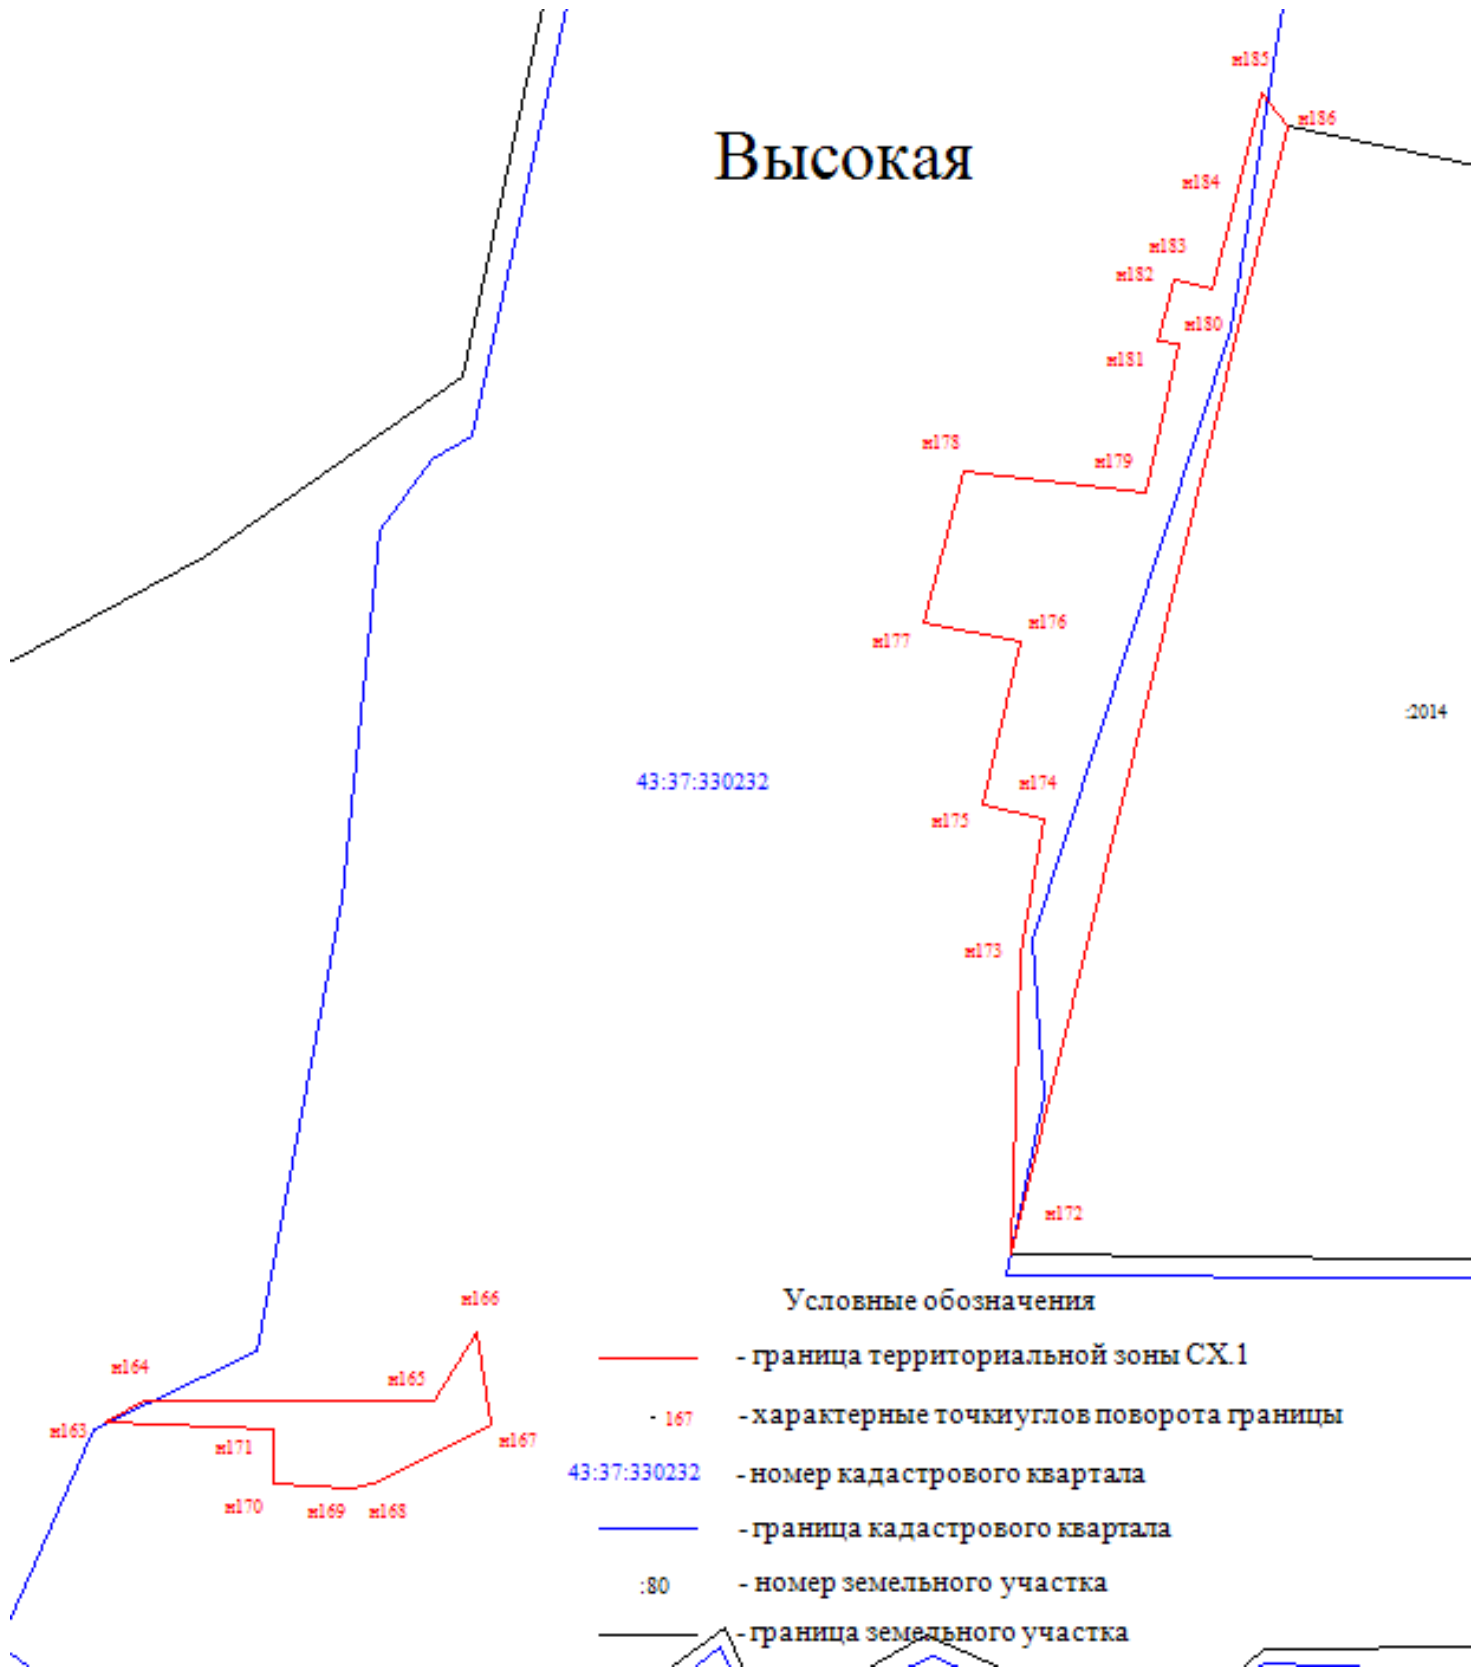 н185
н186
Высокая
н184
н183
н182
н180
н181
н178
н179
н176
н177
:2014
43:37:330232
н174
н175
н173
н172
н166
Условные обозначения
- граница территориальной зоны СХ.1
н164
н165
- 167 - характерные точки углов поворота границы
н163
н171
н167
43:37:330232 - номер кадастрового квартала
н170
н169
н168
- граница кадастрового квартала
:80 - номер земельного участка
- граница земельного участка